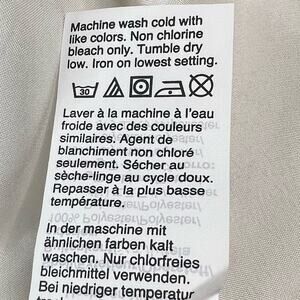 Machine wash cold with
like colors. Non chlorine
bleach only. Tumble dry
low. Iron on lowest setting.
30
Laver à la machine à l'eau
froide avec des couleurs
similaires. Agent de
blanchiment non chloré
seulement. Sécher au
sèche-linge au cycle doux.
Repasser à la plus basse
température.
In der maschine mit
ähnlichen farben kalt
waschen. Nur chlorfreies
bleichmittel verwenden.
Bei niedriger temperatur